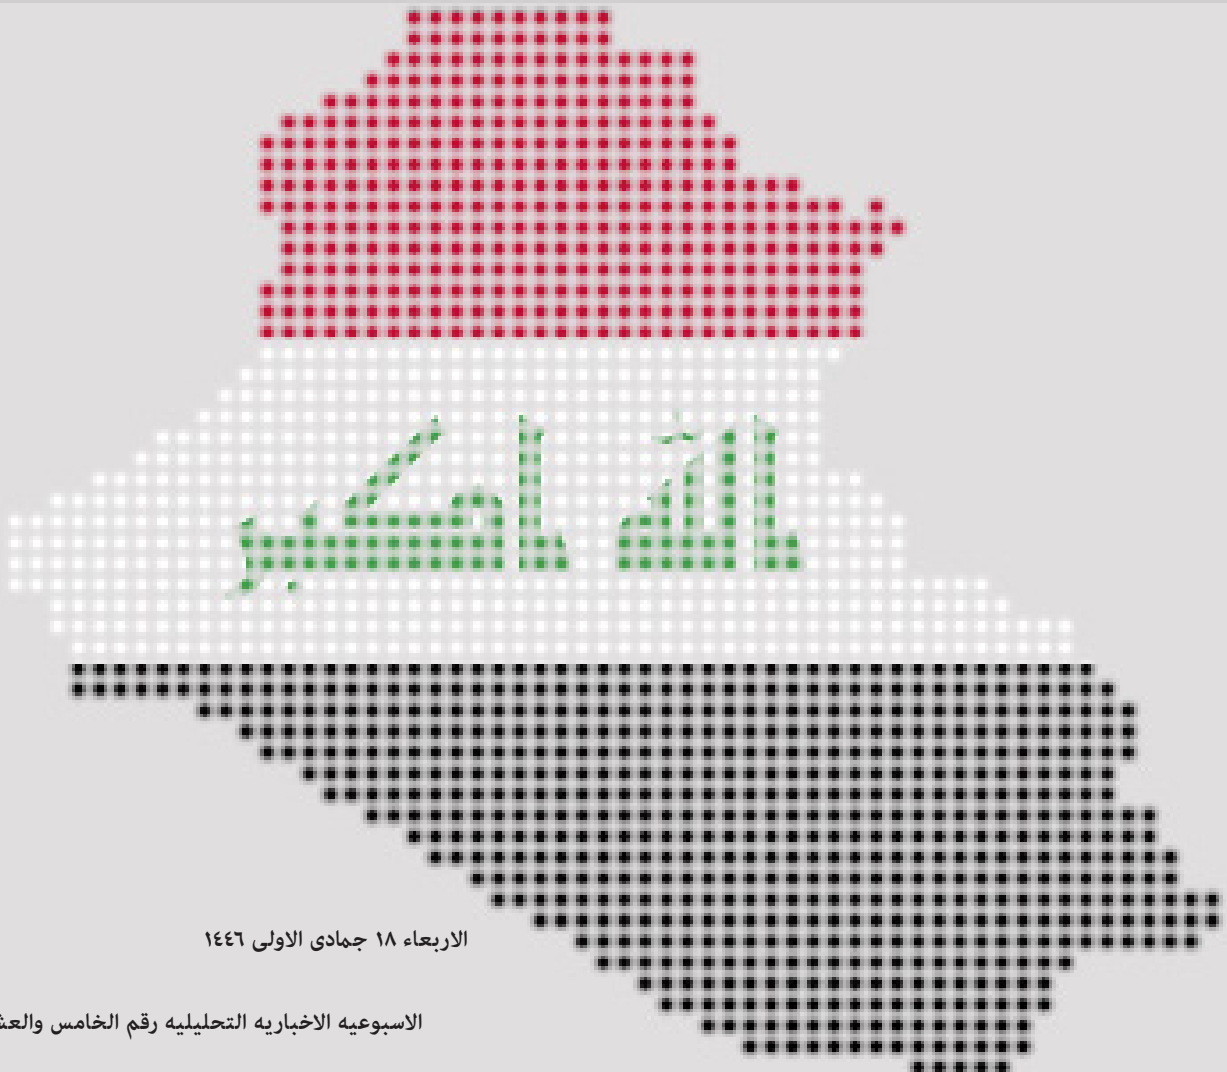 الله اكبر
الاربعاء ١٨ جمادى الاولى ١٤٤٦
الاسبوعيه الاخباريه التحليليه رقم الخامس